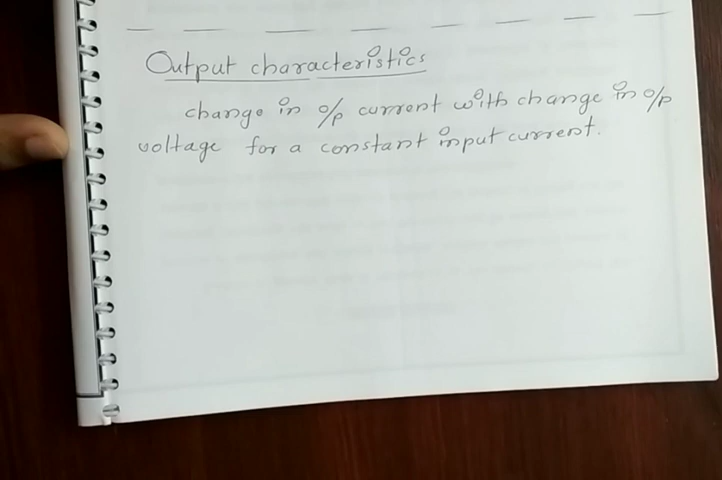 Output characteristics
change in o/p current with change in o/p
voltage for a constant input current.